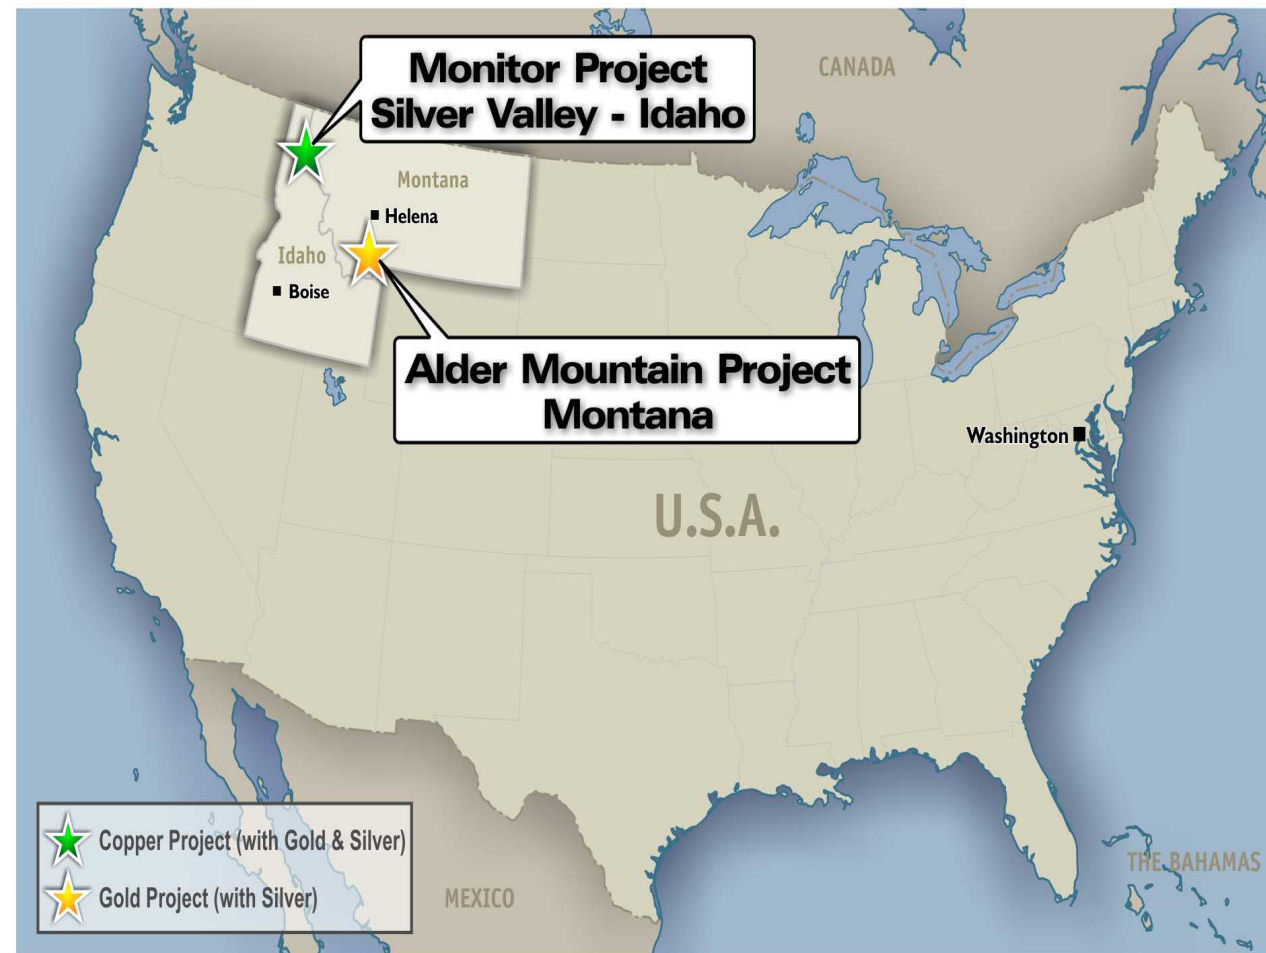 CANADA
Monitor Project
Silver Valley - Idaho
Montana
Helena
Idaho
Boise
Alder Mountain Project
Montana
Washington
U.S.A.
Copper Project (with Gold & Silver)
Gold Project (with Silver)
MEXICO
THE BAHAMAS